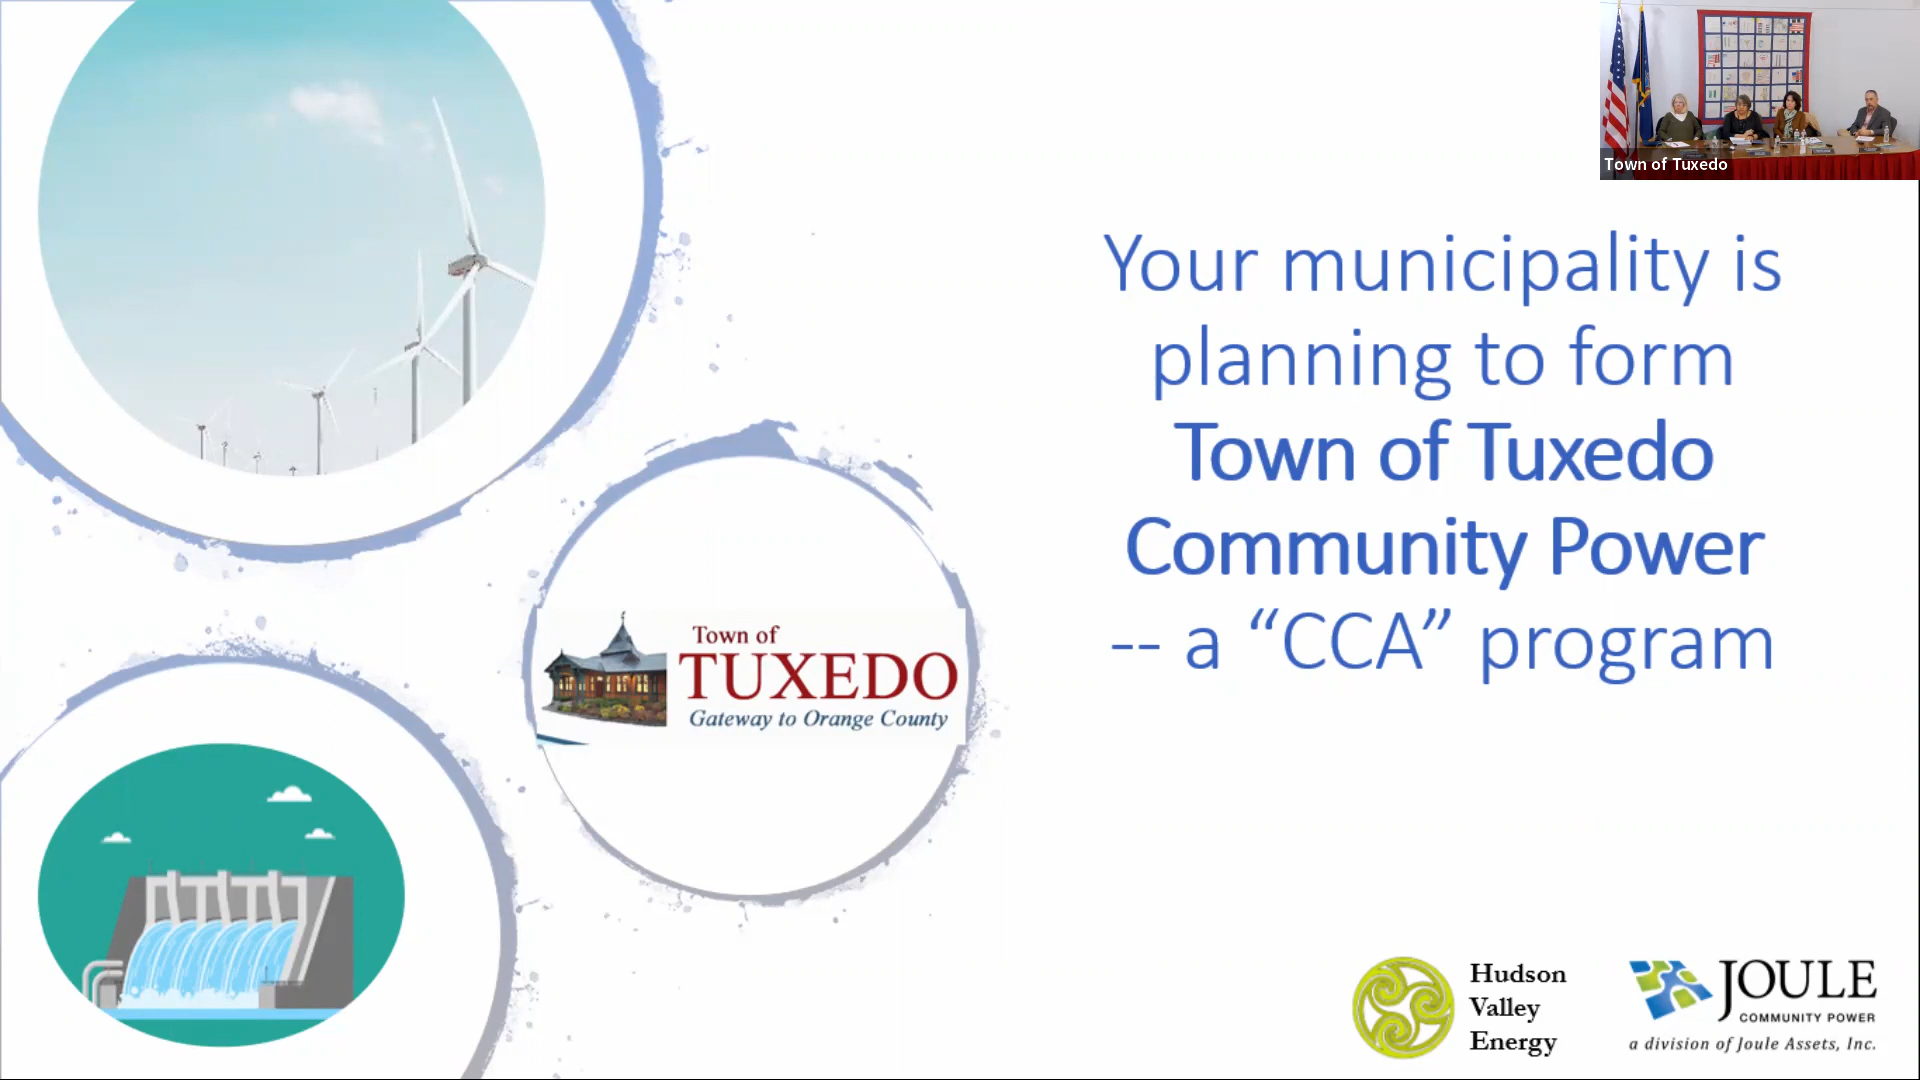 Town of Tuxedo
Your municipality is
planning to form
Town of Tuxedo
Community Power
-- a “CCA” program
Town of
TUXEDO
Gateway to Orange County
Hudson
Valley
Energy
JOULE
COMMUNITY POWER
a division of Joule Assets, Inc.